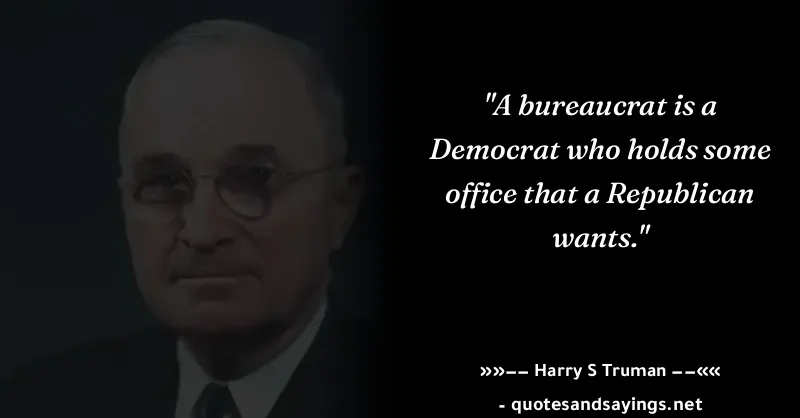 "A bureaucrat is a
Democrat who holds some
office that a Republican
wants."
»»−− Harry S Truman −−««
- quotesandsayings.net